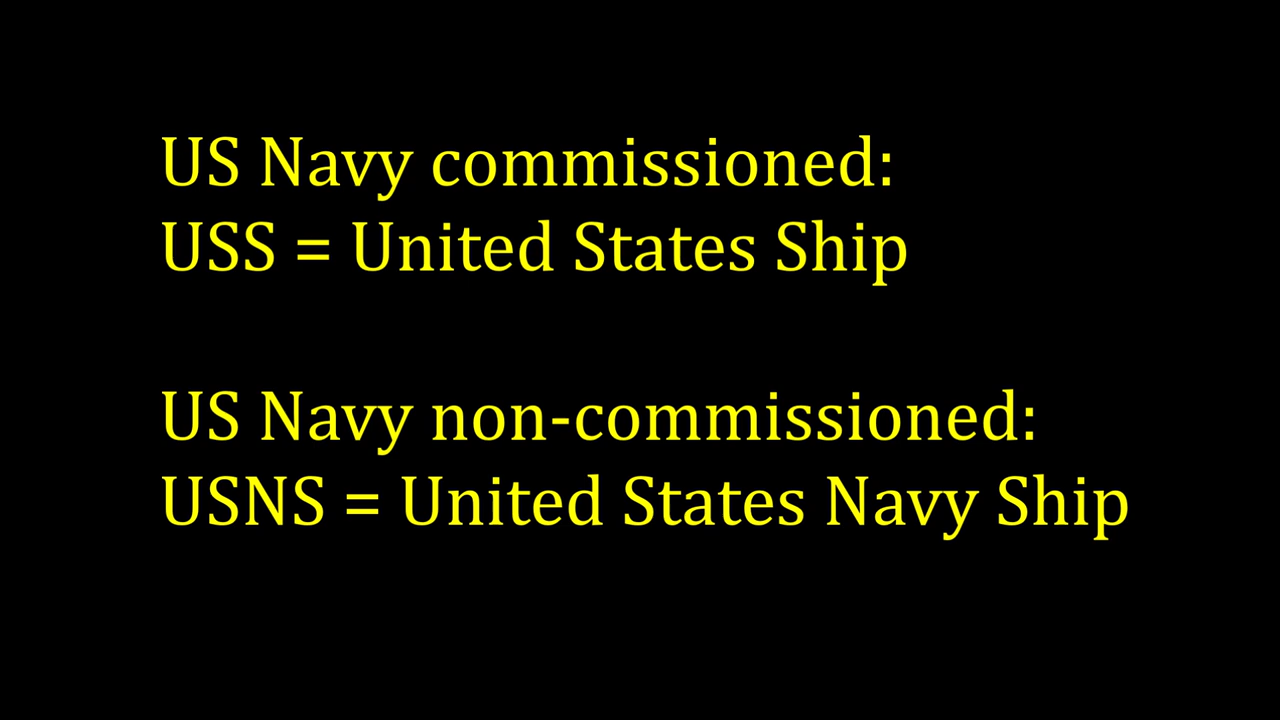 US Navy commissioned:
USS = United States Ship
US Navy non-commissioned:
USNS = United States Navy Ship